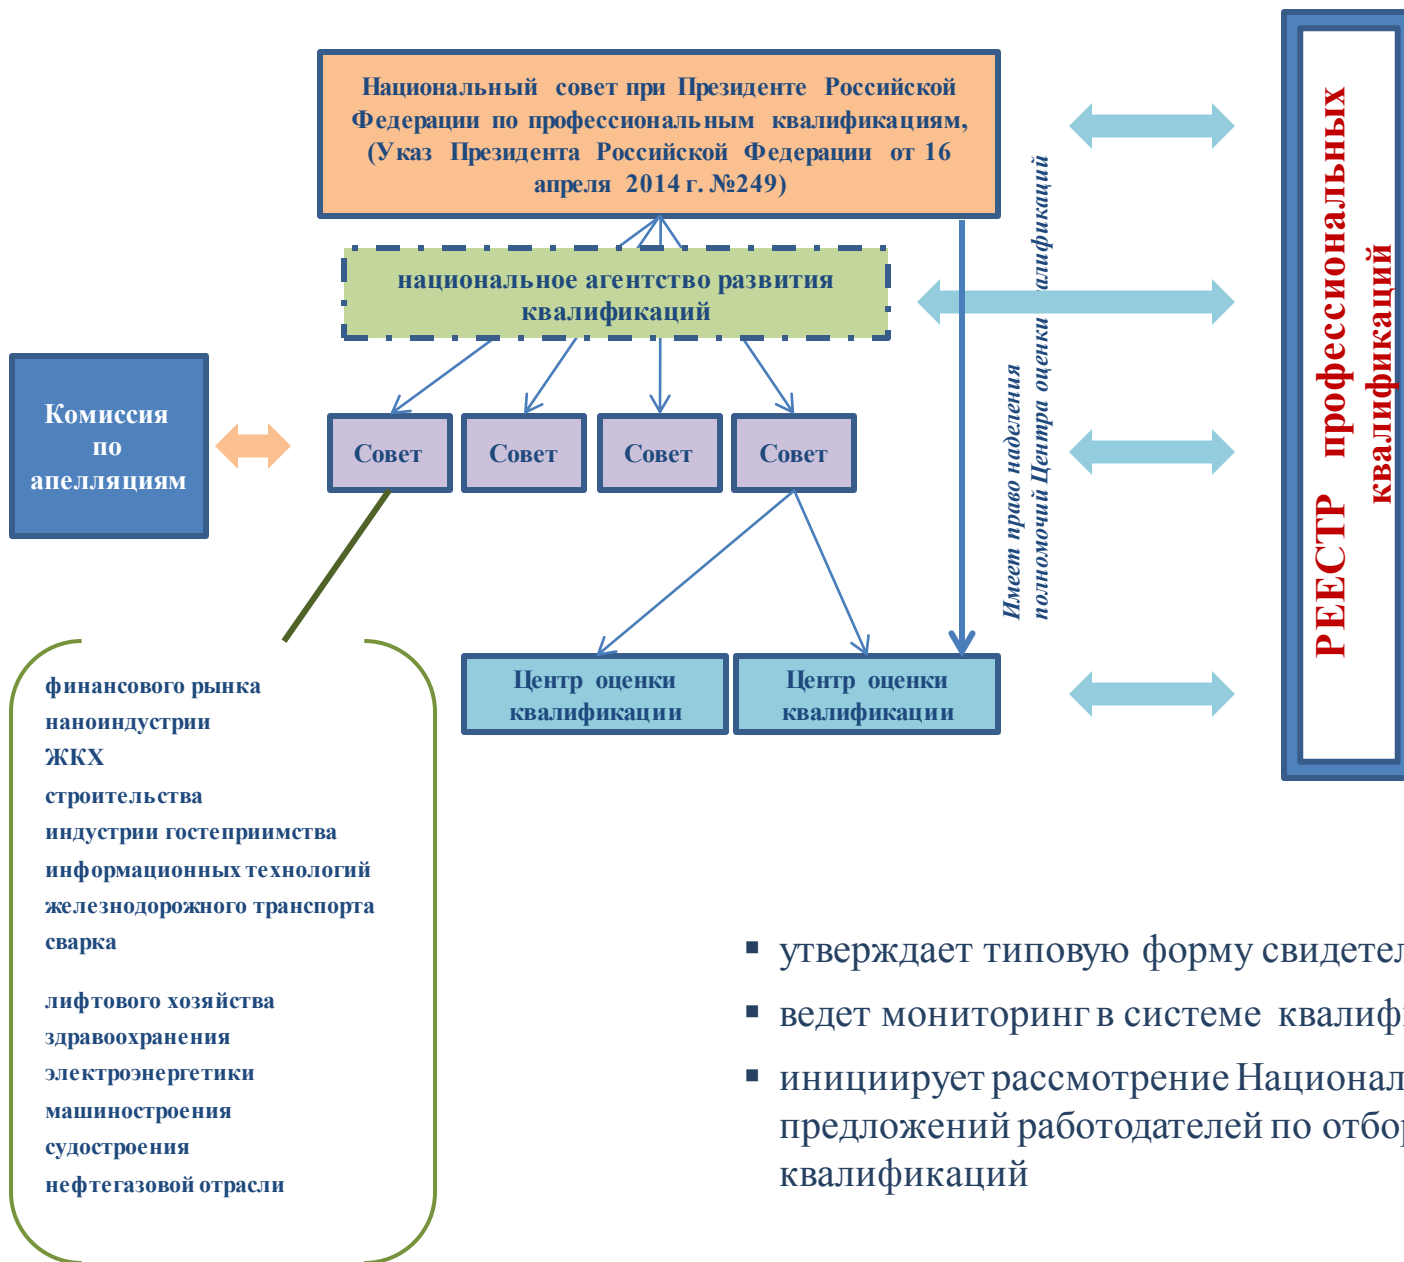 Национальный совет при Президенте Российской
Федерации по профессиональным квалификациям,
(Указ Президента Российской Федерации от 16
апреля 2014 г. №249)
национальное агентство развития
квалификаций
Комиссия
по
апелляциям
Совет
Совет
Совет
Совет
Имеет право наделения
полномочий Центра оценки квалификаций
РЕЕСТР профессиональных
квалификаций
Центр оценки
квалификации
Центр оценки
квалификации
финансового рынка
наноиндустрии
ЖКХ
строительства
индустрии гостеприимства
информационных технологий
железнодорожного транспорта
сварка
лифтового хозяйства
здравоохранения
электроэнергетики
машиностроения
судостроения
нефтегазовой отрасли
▪ утверждает типовую форму
▪ ведет мониторинг в системе
▪ инициирует рассмотрение
предложений работодателей по
квалификаций